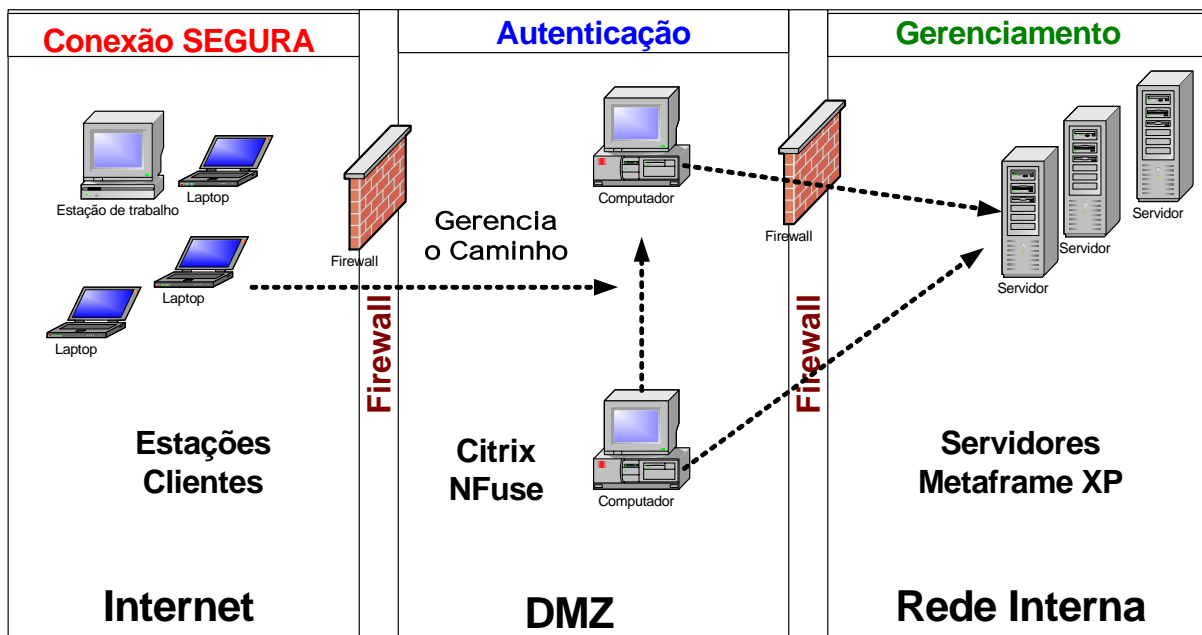 Conexão SEGURA
Autenticação
Gerenciamento
Estação de trabalho
Laptop
Laptop
Laptop
Firewall
Firewall
Gerencia
o Caminho
Computador
Computador
Firewall
Firewall
Servidor
Servidor
Servidor
Estações
Clientes
Citrix
NFuse
Servidores
Metaframe XP
Internet
DMZ
Rede Interna